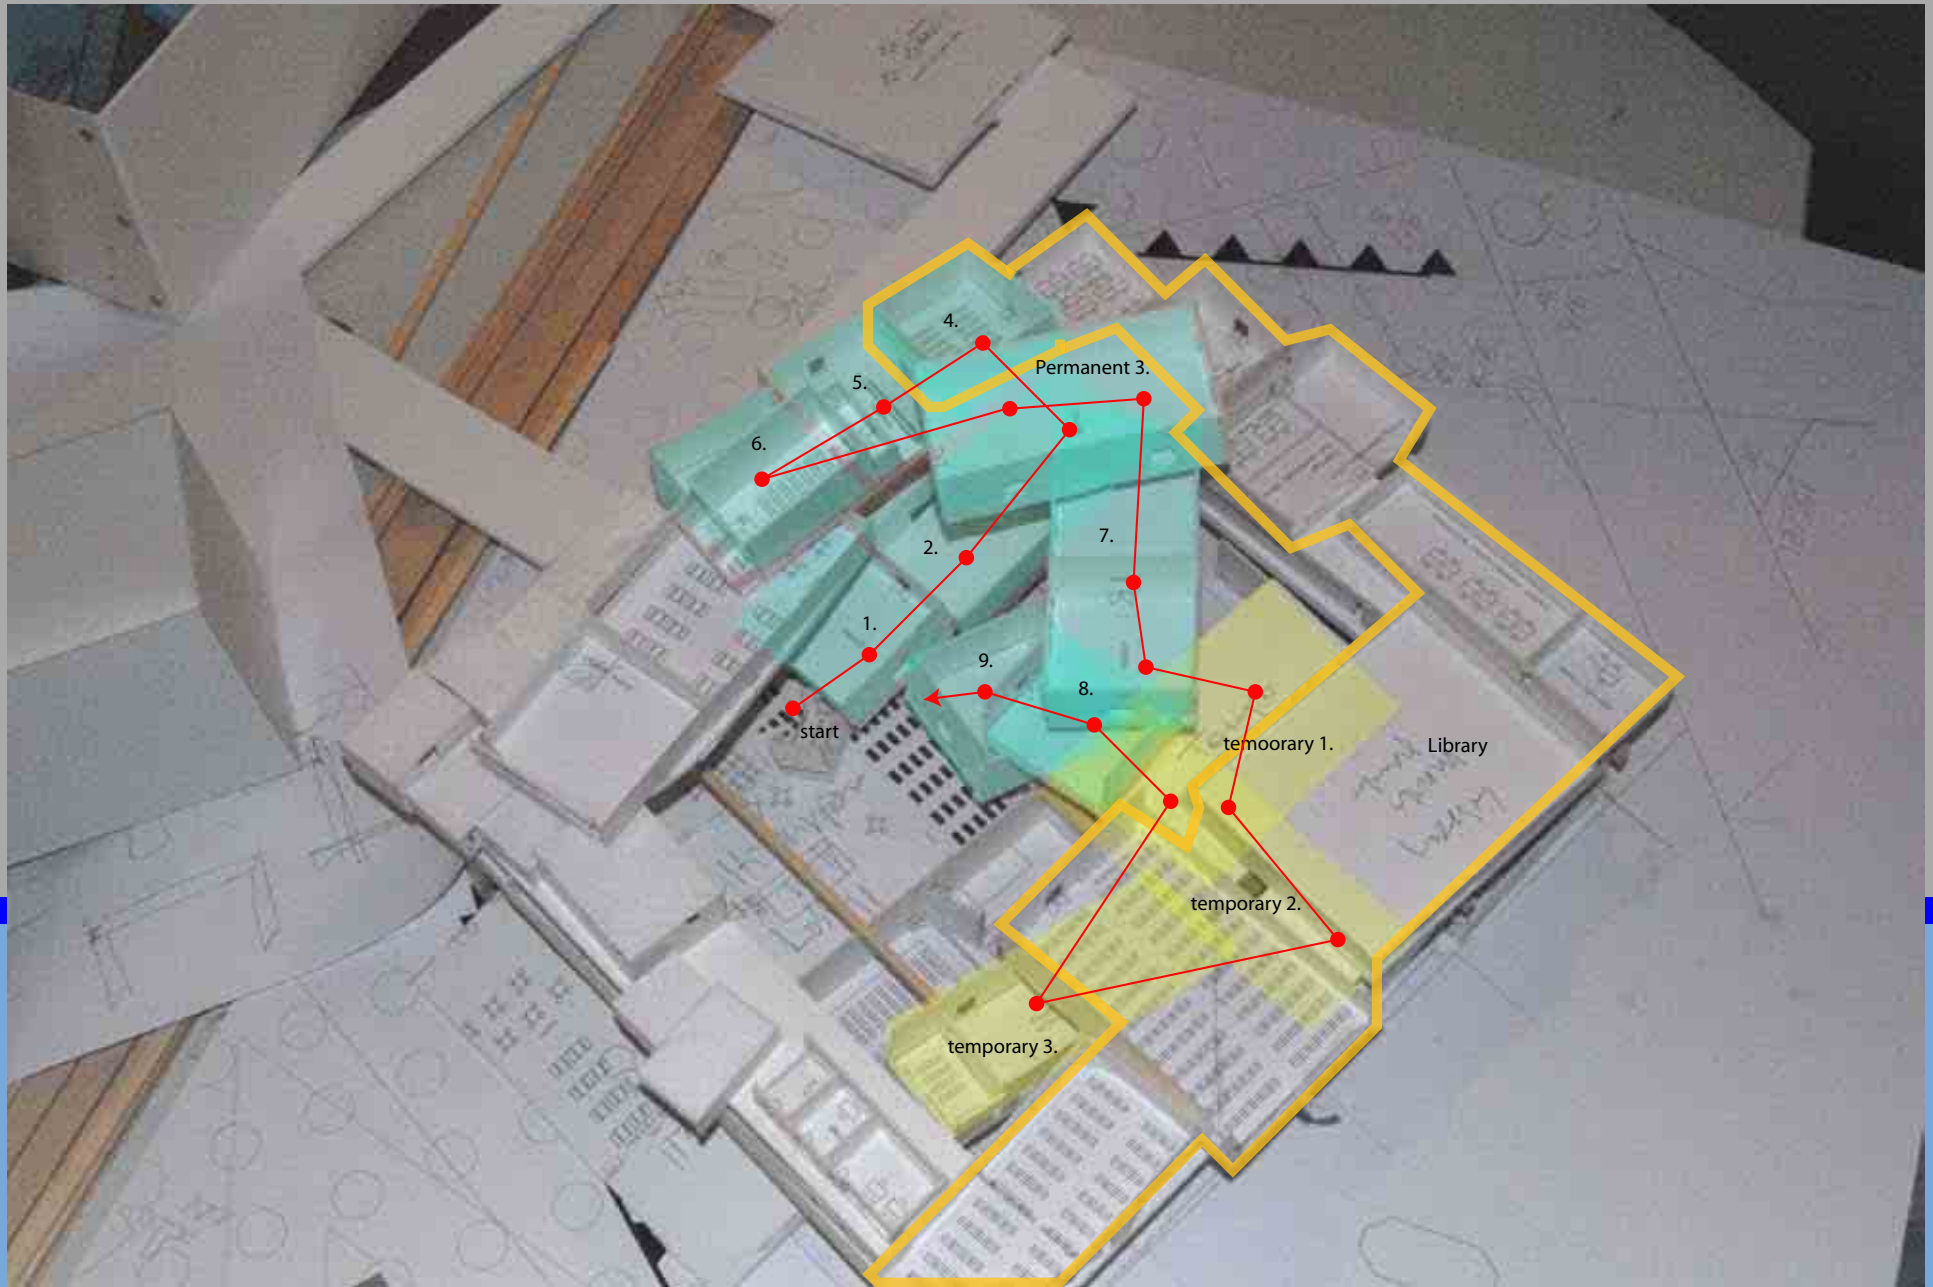 4.
Permanent 3.
5.
6.
7.
2.
1.
9.
8.
start
temoorary 1.
Library
temporary 2.
temporary 3.